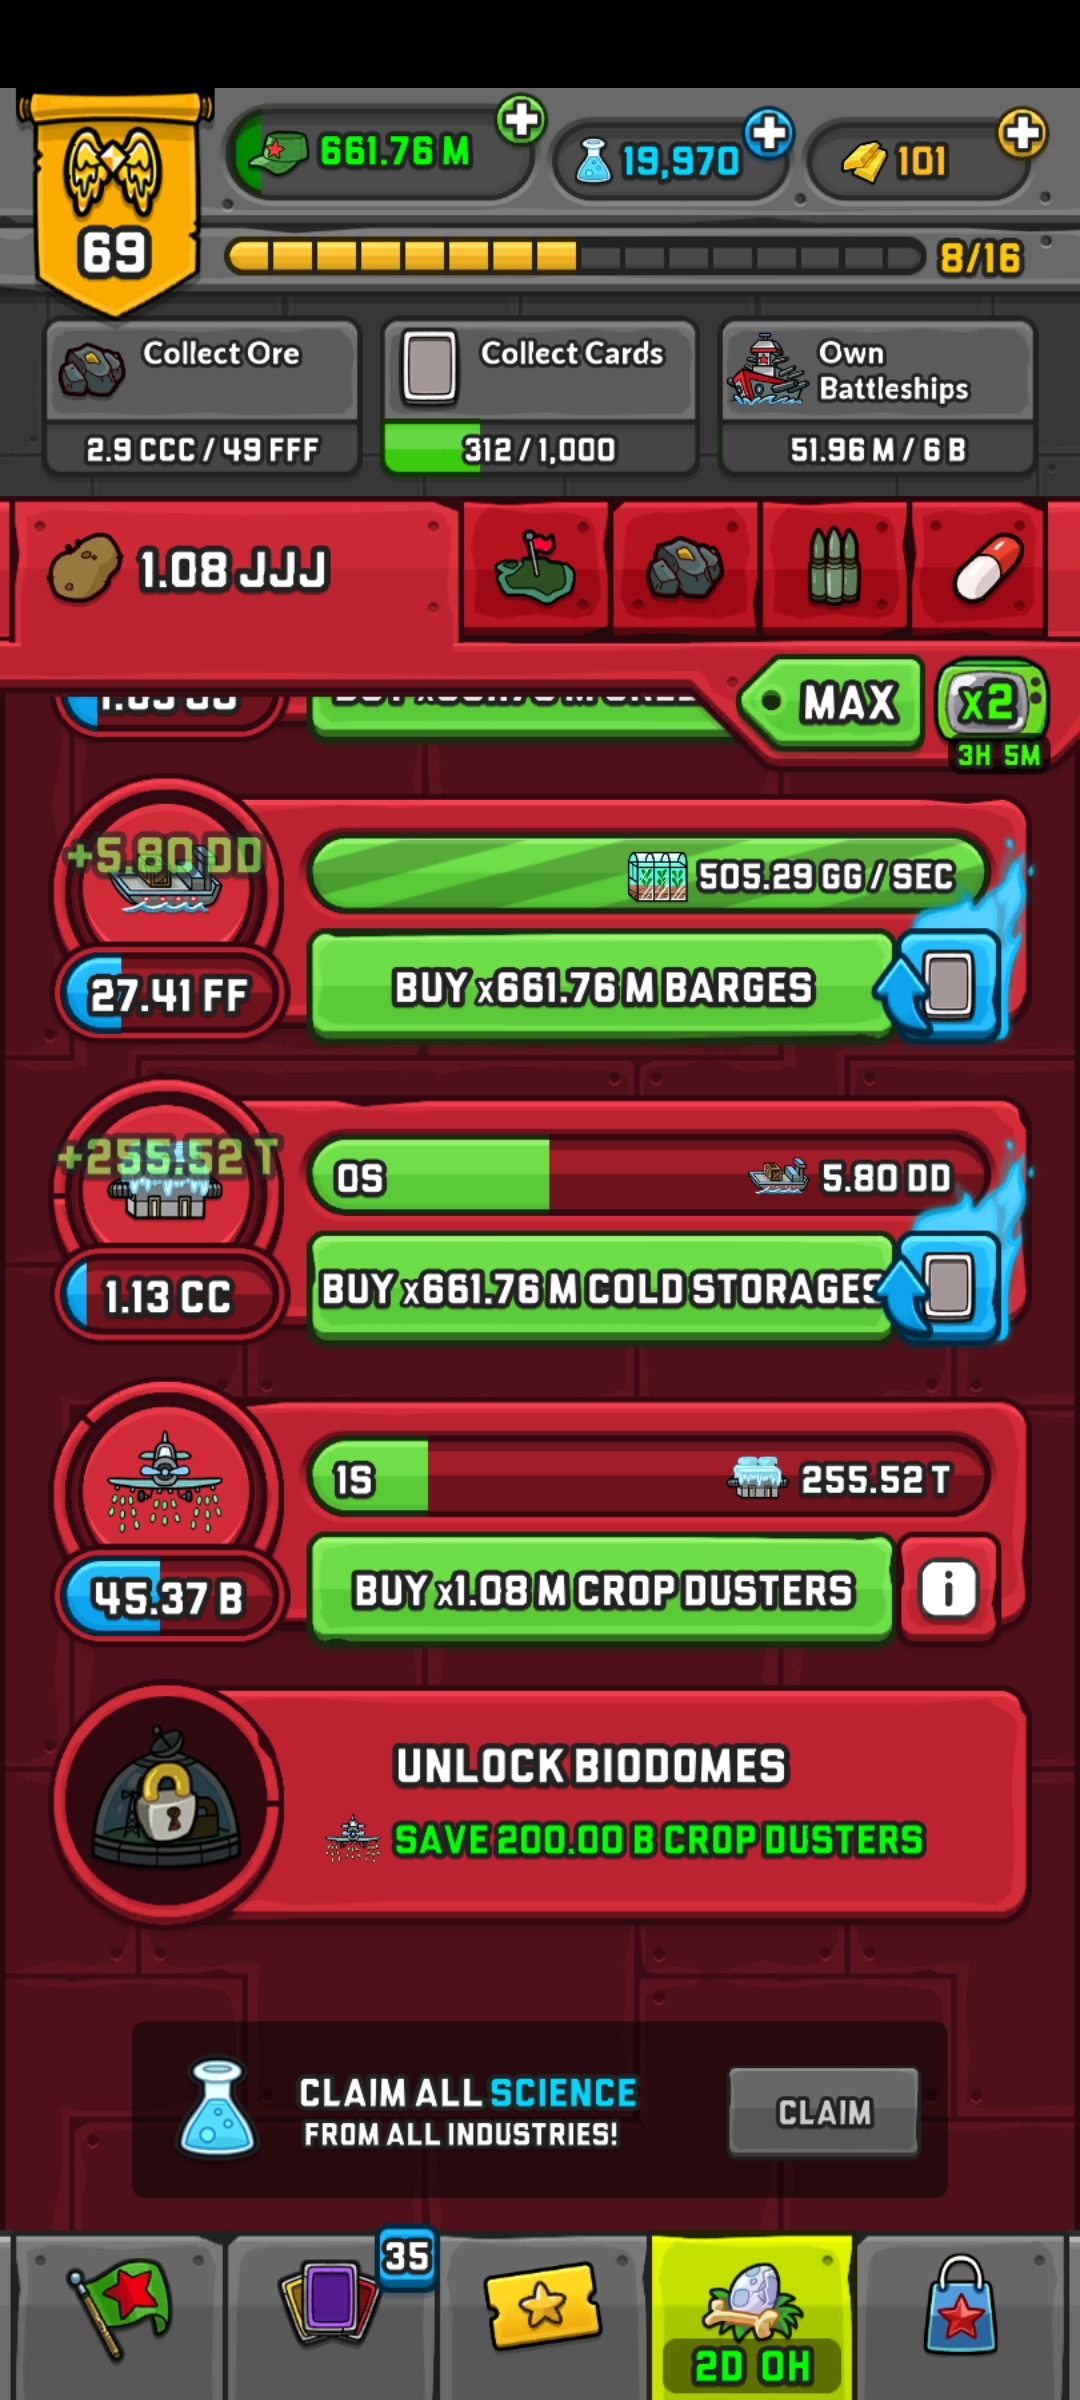 69
661.76 M
19,970
101
8/16
Collect Ore
2.9 CCC / 49 FFF
Collect Cards
312 / 1,000
Own
Battleships
51.96 M / 6 B
1.08 JJJ
MAX
x2
3H 5M
+5.80 DD
505.29 GG / SEC
27.41 FF
BUY x661.76 M BARGES
+255.52 T
0S
5.80 DD
1.13 CC
BUY x661.76 M COLD STORAGES
1S
255.52 T
45.37 B
BUY x1.08 M CROP DUSTERS
i
UNLOCK BIODOMES
SAVE 200.00 B CROP DUSTERS
CLAIM ALL SCIENCE
FROM ALL INDUSTRIES!
CLAIM
35
2D 0H